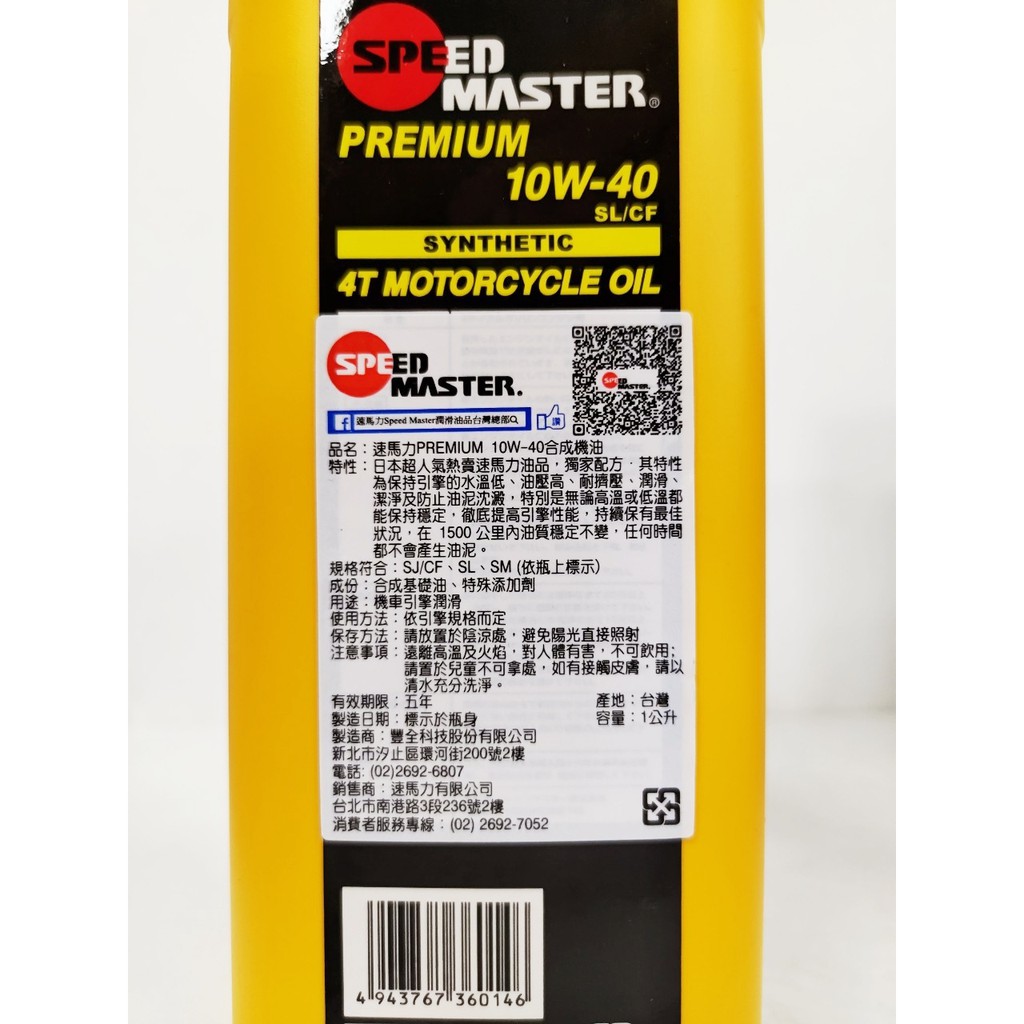 SPEED
MASTER®
PREMIUM
10W-40
SL/CF
SYNTHETIC
4T MOTORCYCLE OIL
SPEED
MASTER.
SPEED
MASTER.
f 速馬力Speed Master潤滑油品台灣總部
讚
品名：速馬力PREMIUM 10W-40合成機油
特性：日本超人氣熱賣速馬力油品，獨家配方．其特性
為保持引擎的水溫低、油壓高、耐擠壓、潤滑、
潔淨及防止油泥沈澱，特別是無論高溫或低溫都
能保持穩定，徹底提高引擎性能，持續保有最佳
狀況，在 1500 公里內油質穩定不變，任何時間
都不會產生油泥。
規格符合：SJ/CF、SL、SM (依瓶上標示)
成份：合成基礎油、特殊添加劑
用途：機車引擎潤滑
使用方法：依引擎規格而定
保存方法：請放置於陰涼處，避免陽光直接照射
注意事項：遠離高溫及火焰，對人體有害，不可飲用;
請置於兒童不可拿處，如有接觸皮膚，請以
清水充分洗淨。
有效期限：五年 產地：台灣
製造日期：標示於瓶身 容量：1公升
製造商：豐全科技股份有限公司
新北市汐止區環河街200號2樓
電話: (02)2692-6807
銷售商：速馬力有限公司
台北市南港路3段236號2樓
消費者服務專線：(02) 2692-7052
4 943767 360146